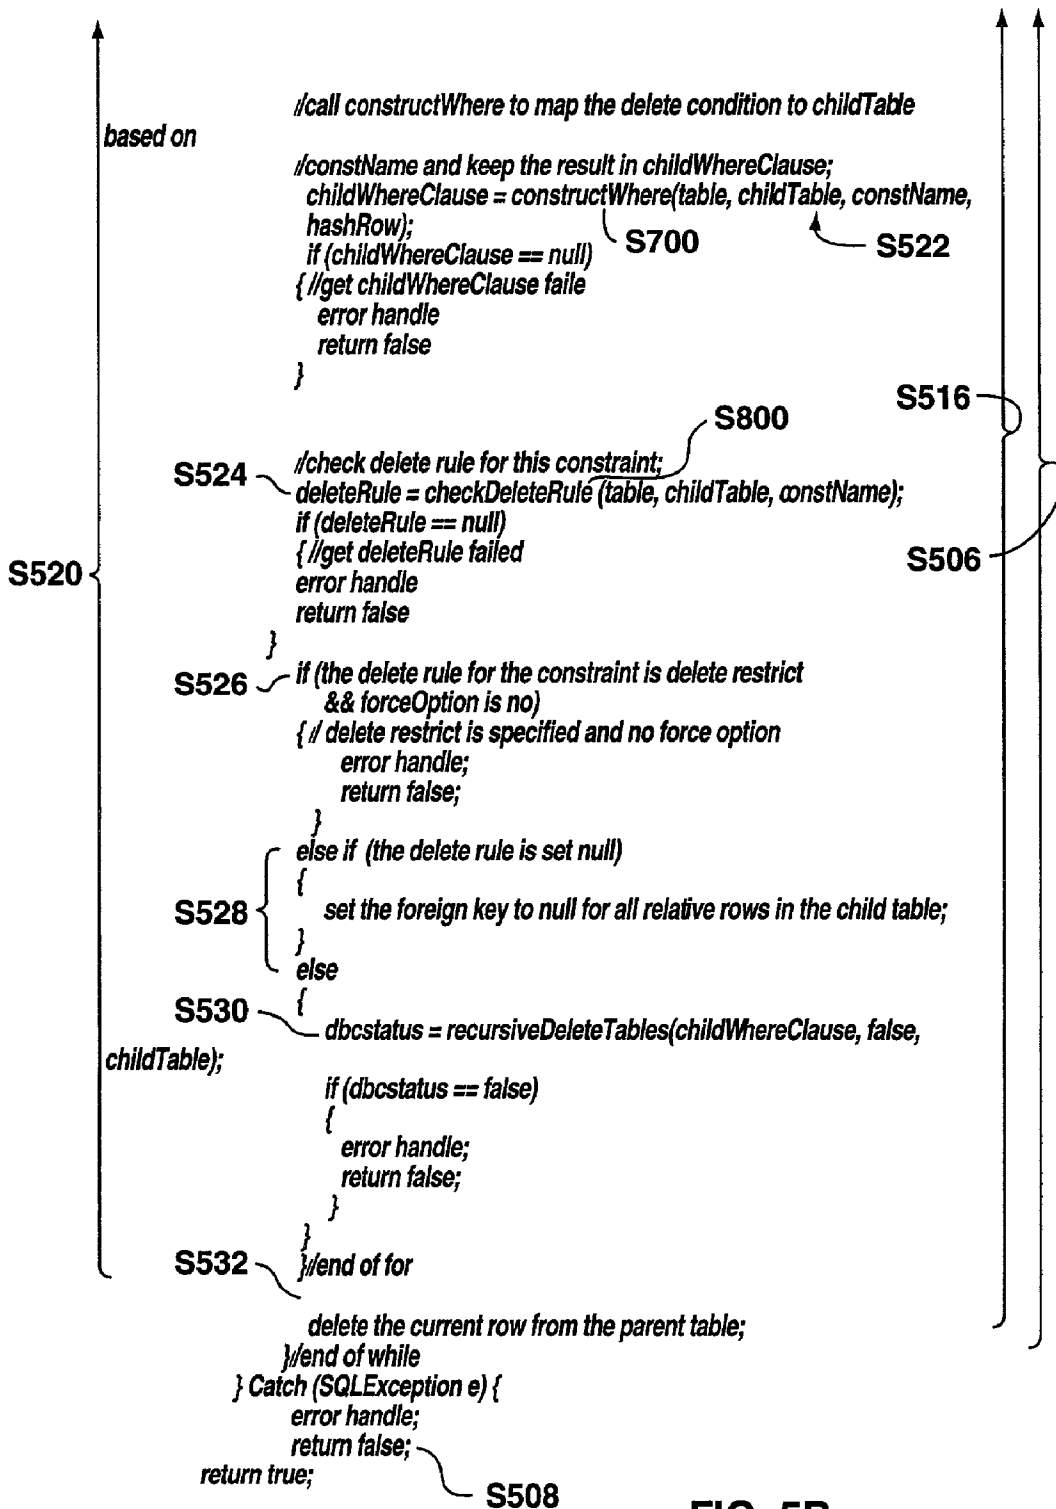 //call constructWhere to map the delete condition to childTable
based on
//constName and keep the result in childWhereClause;
childWhereClause = constructWhere(table, childTable, constName,
hashRow);
S700
S522
if (childWhereClause == null)
{ //get childWhereClause faile
error handle
return false
}
S516
S800
//check delete rule for this constraint;
S524
deleteRule = checkDeleteRule (table, childTable, constName);
if (deleteRule == null)
{ //get deleteRule failed
S506
S520
error handle
return false
}
S526
if (the delete rule for the constraint is delete restrict
&& forceOption is no)
{ // delete restrict is specified and no force option
error handle;
return false;
}
else if (the delete rule is set null)
{
S528
set the foreign key to null for all relative rows in the child table;
}
else
{
S530
dbcstatus = recursiveDeleteTables(childWhereClause, false,
childTable);
if (dbcstatus == false)
{
error handle;
return false;
}
}
S532
}//end of for
delete the current row from the parent table;
}//end of while
} Catch (SQLException e) {
error handle;
return false;
return true;
S508